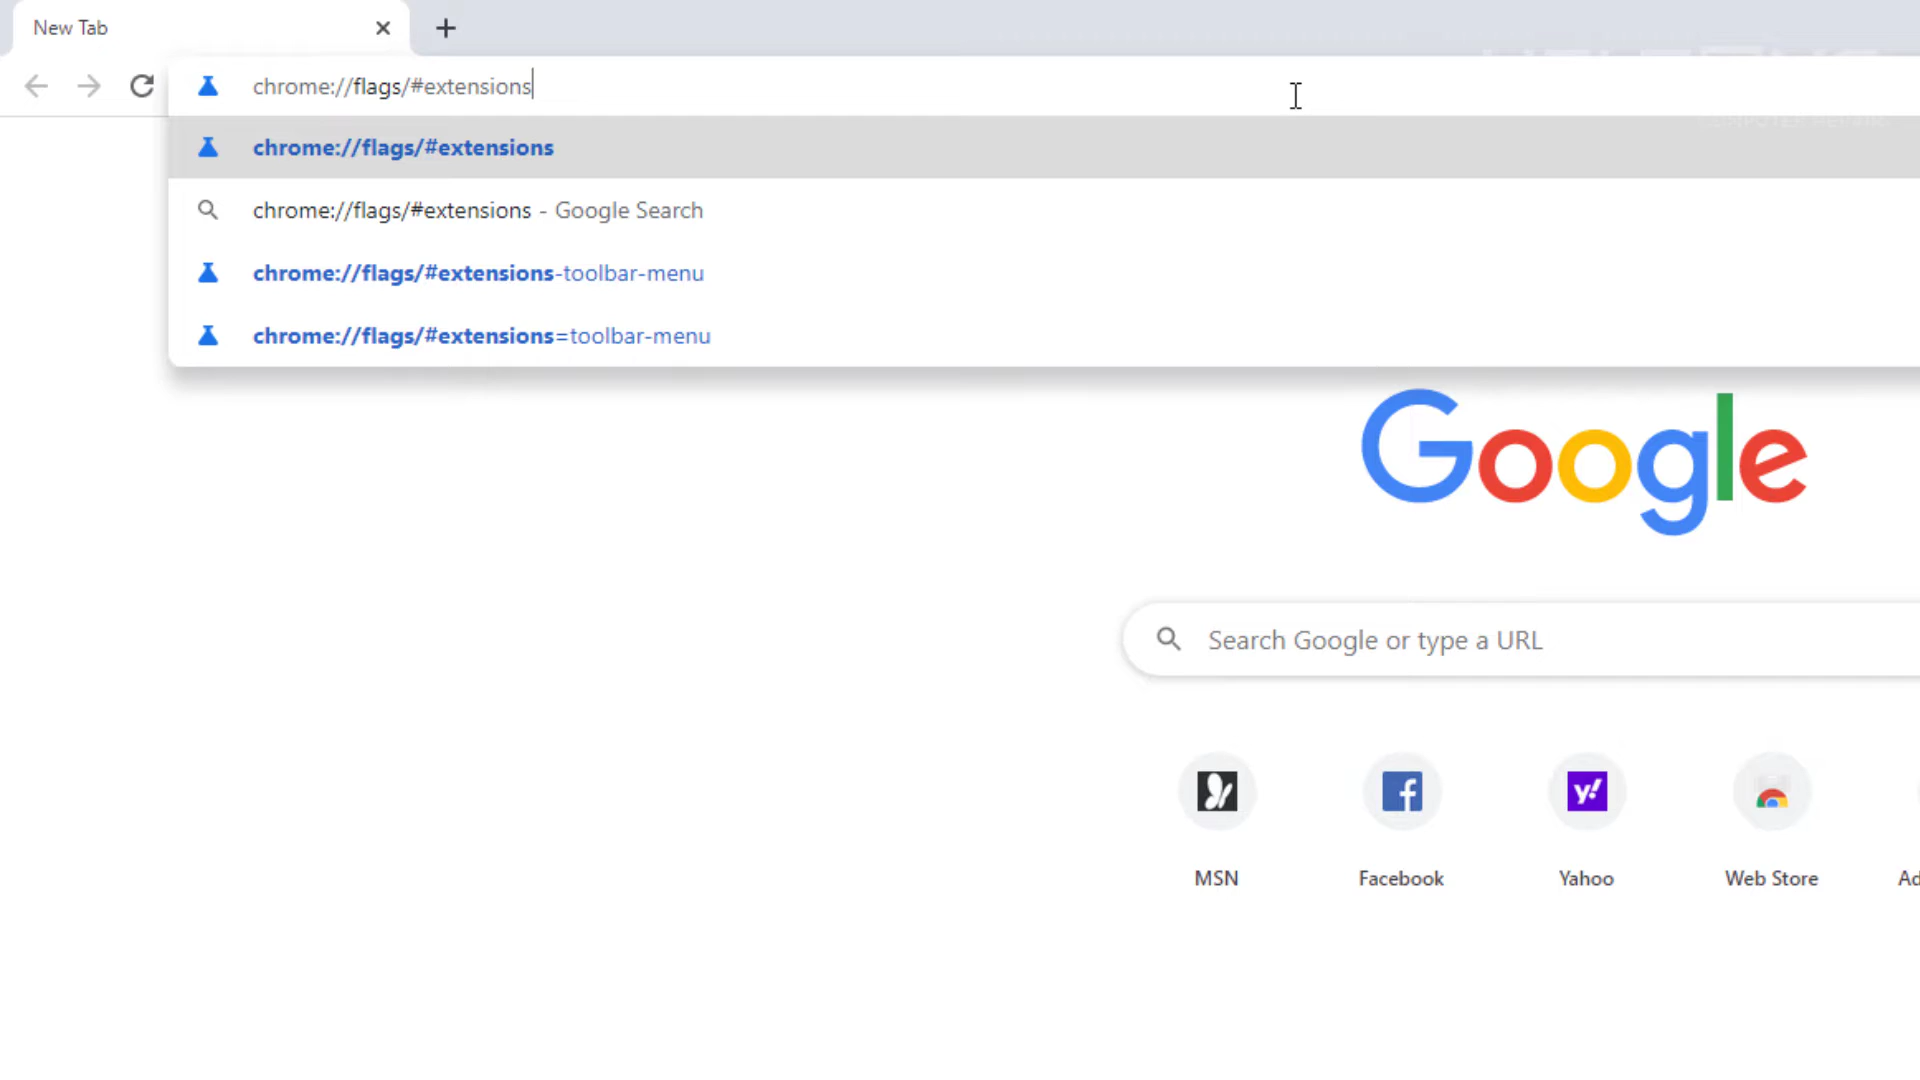 New Tab
chrome://flags/#extensions
chrome://flags/#extensions
chrome://flags/#extensions - Google Search
chrome://flags/#extensions-toolbar-menu
chrome://flags/#extensions=toolbar-menu
Google
Search Google or type a URL
MSN
Facebook
Yahoo
Web Store
Ad